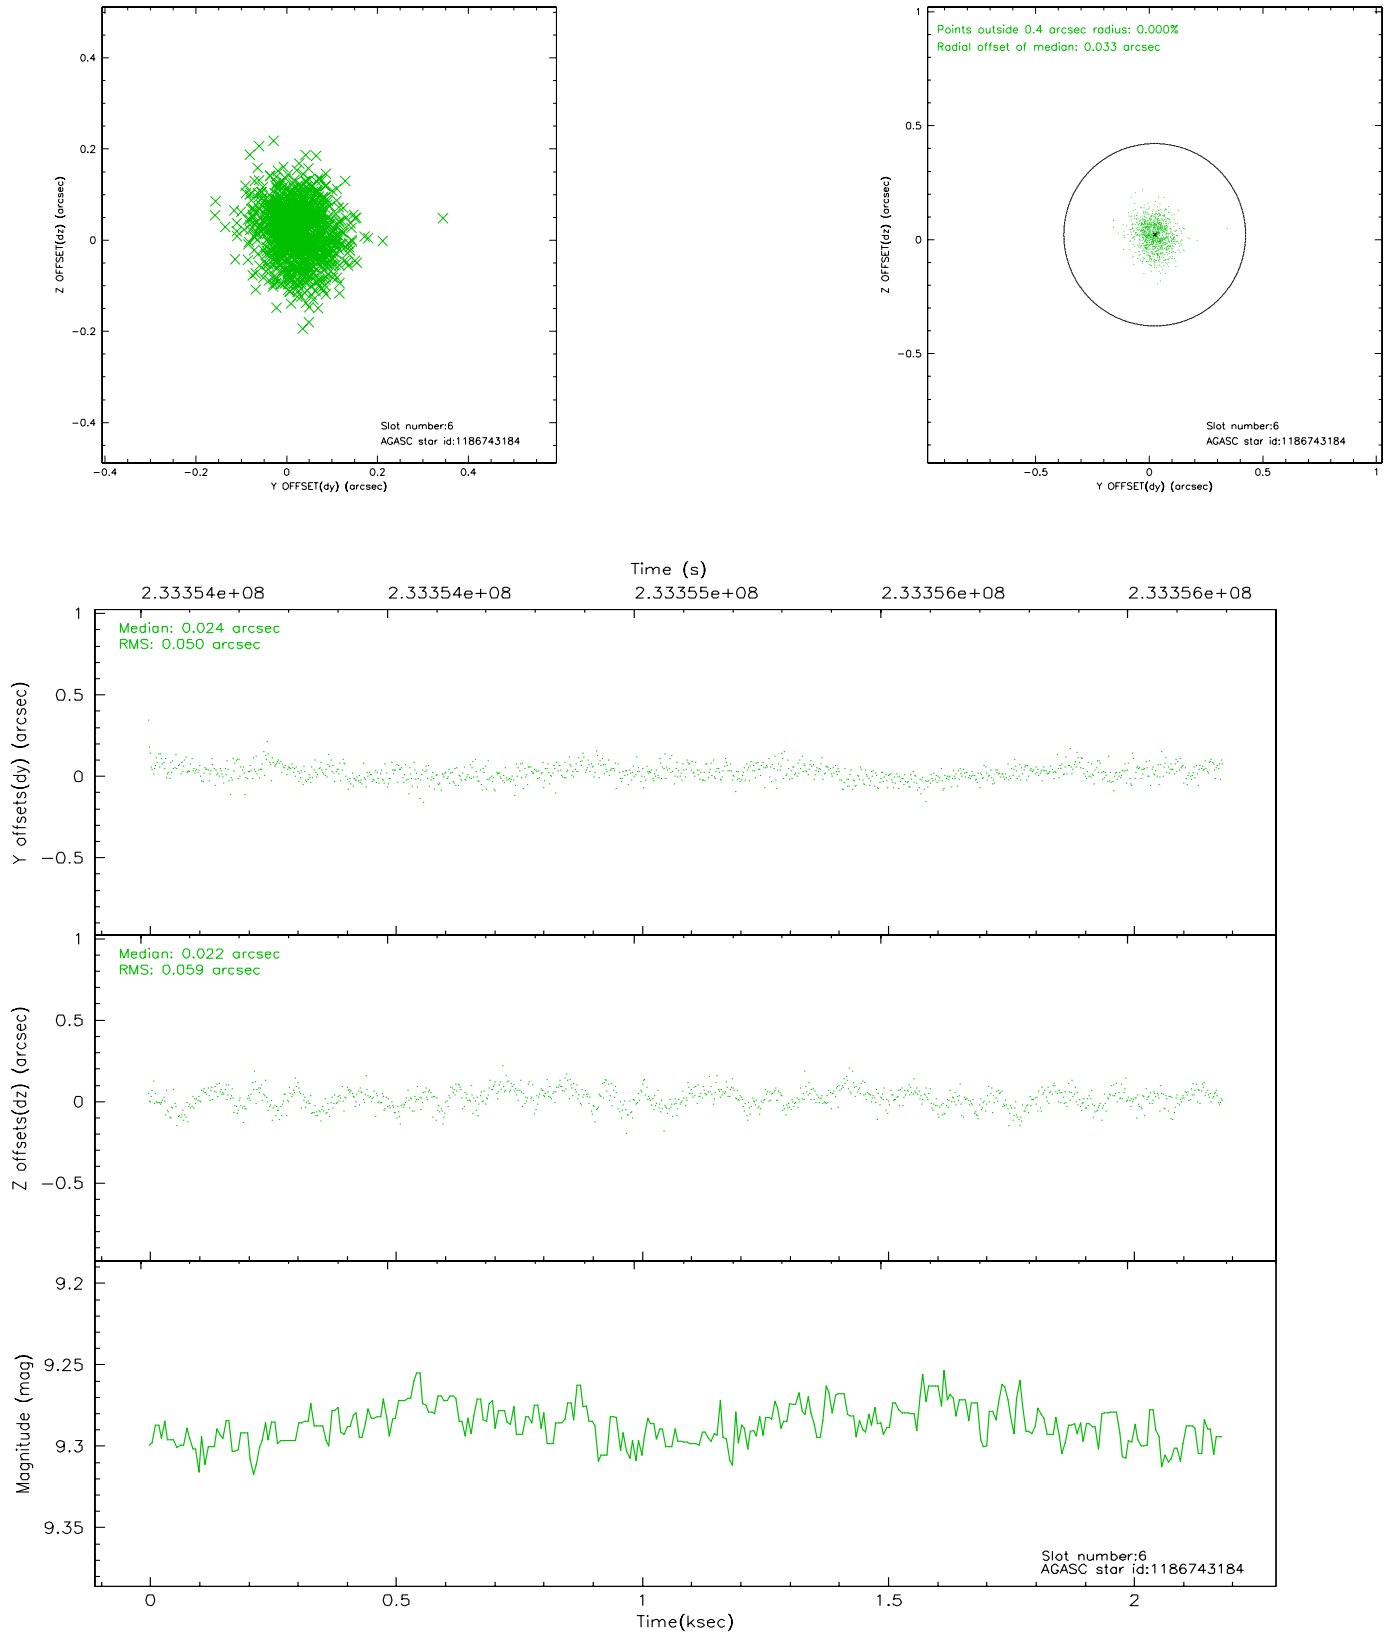 0.4
0.2
0
−0.2
−0.4
Z OFFSET(dz) (arcsec)
Slot number:6
AGASC star id:1186743184
−0.4
−0.2
0
0.2
0.4
Y OFFSET(dy) (arcsec)
Points outside 0.4 arcsec radius: 0.000%
Radial offset of median: 0.033 arcsec
1
0.5
0
−0.5
Z OFFSET(dz) (arcsec)
Slot number:6
AGASC star id:1186743184
−0.5
0
0.5
1
Y OFFSET(dy) (arcsec)
Time (s)
2.33354e+08 2.33354e+08 2.33355e+08 2.33356e+08 2.33356e+08
Median: 0.024 arcsec
RMS: 0.050 arcsec
1
0.5
0
−0.5
Y offsets(dy) (arcsec)
Median: 0.022 arcsec
RMS: 0.059 arcsec
1
0.5
0
−0.5
Z offsets(dz) (arcsec)
9.2
9.25
9.3
9.35
Magnitude (mag)
Slot number:6
AGASC star id:1186743184
0
0.5
1
1.5
2
Time(ksec)